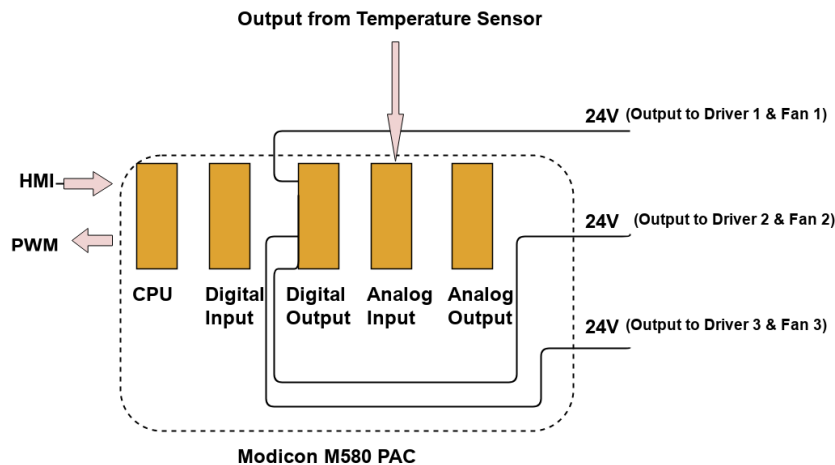 Output from Temperature Sensor
24V (Output to Driver 1 & Fan 1)
HMI
24V (Output to Driver 2 & Fan 2)
PWM
CPU
Digital
Input
Digital
Output
Analog
Input
Analog
Output
24V (Output to Driver 3 & Fan 3)
Modicon M580 PAC